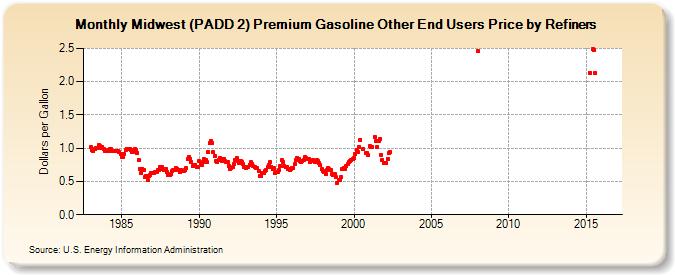 Monthly Midwest (PADD 2) Premium Gasoline Other End Users Price by Refiners
Dollars per Gallon
2.5
2.0
1.5
1.0
0.5
0.0
1985 1990 1995 2000 2005 2010 2015
Source: U.S. Energy Information Administration